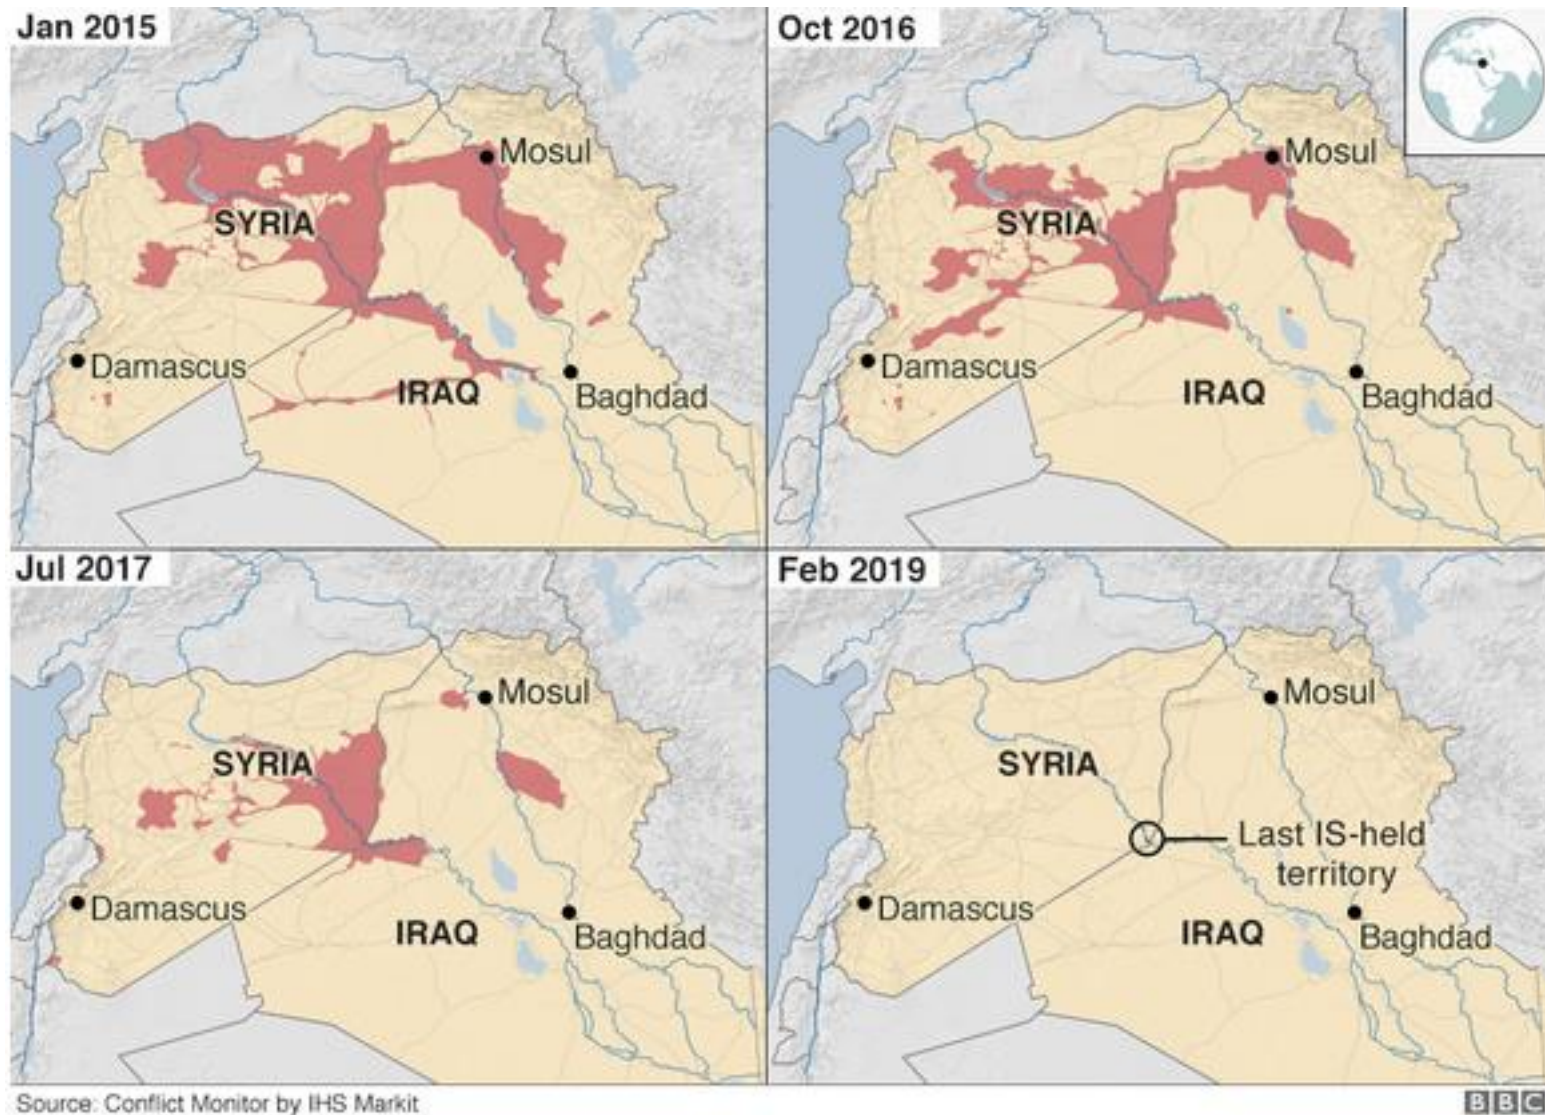 Jan 2015
Mosul
SYRIA
Damascus
IRAQ
Baghdad
Oct 2016
Mosul
SYRIA
Damascus
IRAQ
Baghdad
Jul 2017
Mosul
SYRIA
Damascus
IRAQ
Baghdad
Feb 2019
Mosul
SYRIA
Last IS-held
territory
Damascus
IRAQ
Baghdad
Source: Conflict Monitor by IHS Markit
BBC